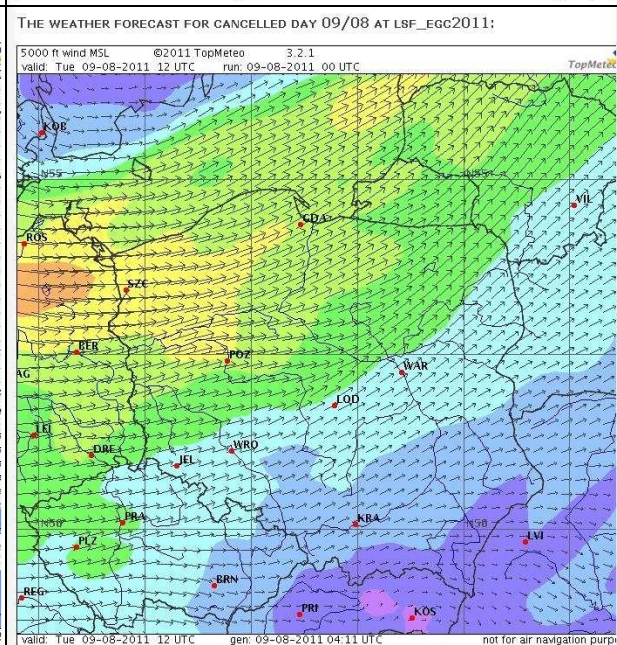 THE WEATHER FORECAST FOR CANCELLED DAY 09/08 AT LSF_EGC2011:
5000 ft wind MSL ©2011 TopMeteo 3.2.1
valid: Tue 09-08-2011 12 UTC run: 09-08-2011 00 UTC
TopMeteo
KOB
N55 N55
VIL
GDA
ROS
SZC
BER
POZ
AG
WAR
LOD
LEI
WRO
DRE
JEL
PRA
N50 N50
KRA
LVI
PLZ
BRN
REG
PRI
KOS
valid: Tue 09-08-2011 12 UTC gen: 09-08-2011 04:11 UTC not for air navigation purpo